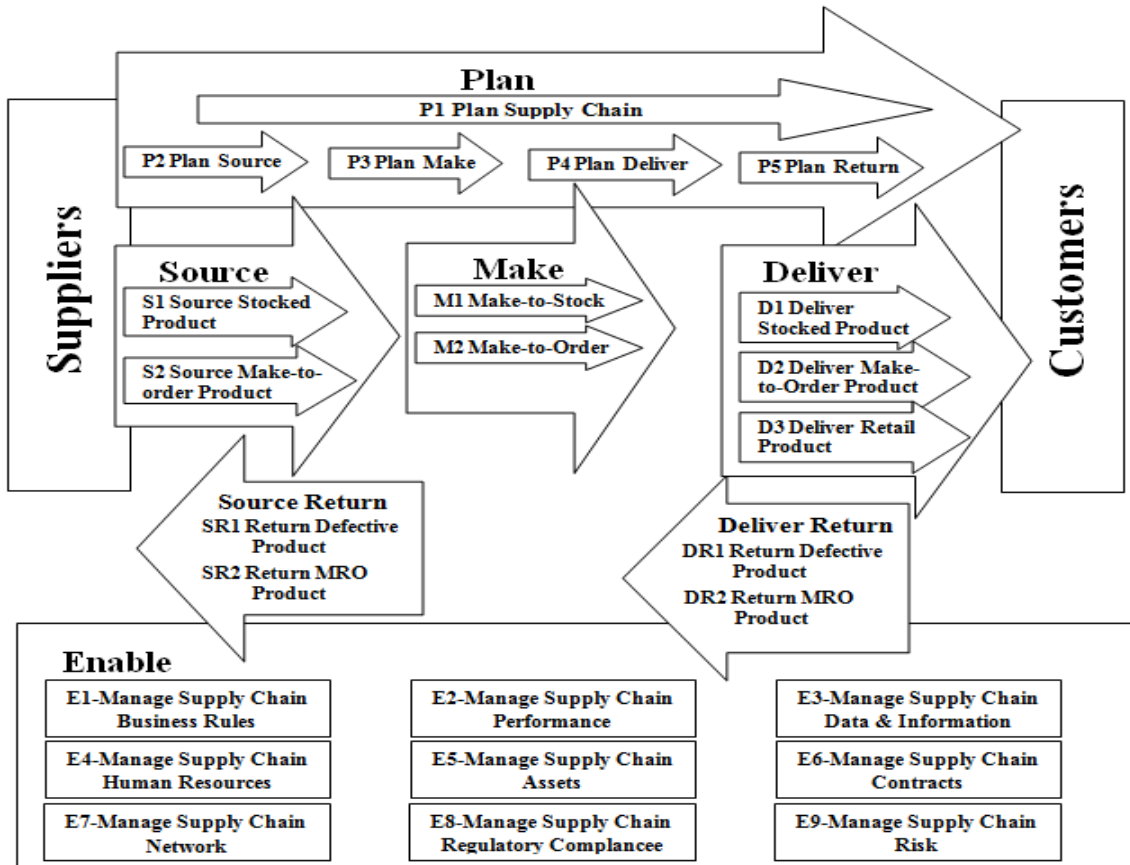 Plan
P1 Plan Supply Chain
P2 Plan Source
P3 Plan Make
P4 Plan Deliver
P5 Plan Return
Suppliers
Customers
Source
S1 Source Stocked
Product
S2 Source Make-to-
order Product
Make
M1 Make-to-Stock
M2 Make-to-Order
Deliver
D1 Deliver
Stocked Product
D2 Deliver Make-
to-Order Product
D3 Deliver Retail
Product
Source Return
SR1 Return Defective
Product
SR2 Return MRO
Product
Deliver Return
DR1 Return Defective
Product
DR2 Return MRO
Product
Enable
E1-Manage Supply Chain
Business Rules
E2-Manage Supply Chain
Performance
E3-Manage Supply Chain
Data & Information
E4-Manage Supply Chain
Human Resources
E5-Manage Supply Chain
Assets
E6-Manage Supply Chain
Contracts
E7-Manage Supply Chain
Network
E8-Manage Supply Chain
Regulatory Complancee
E9-Manage Supply Chain
Risk